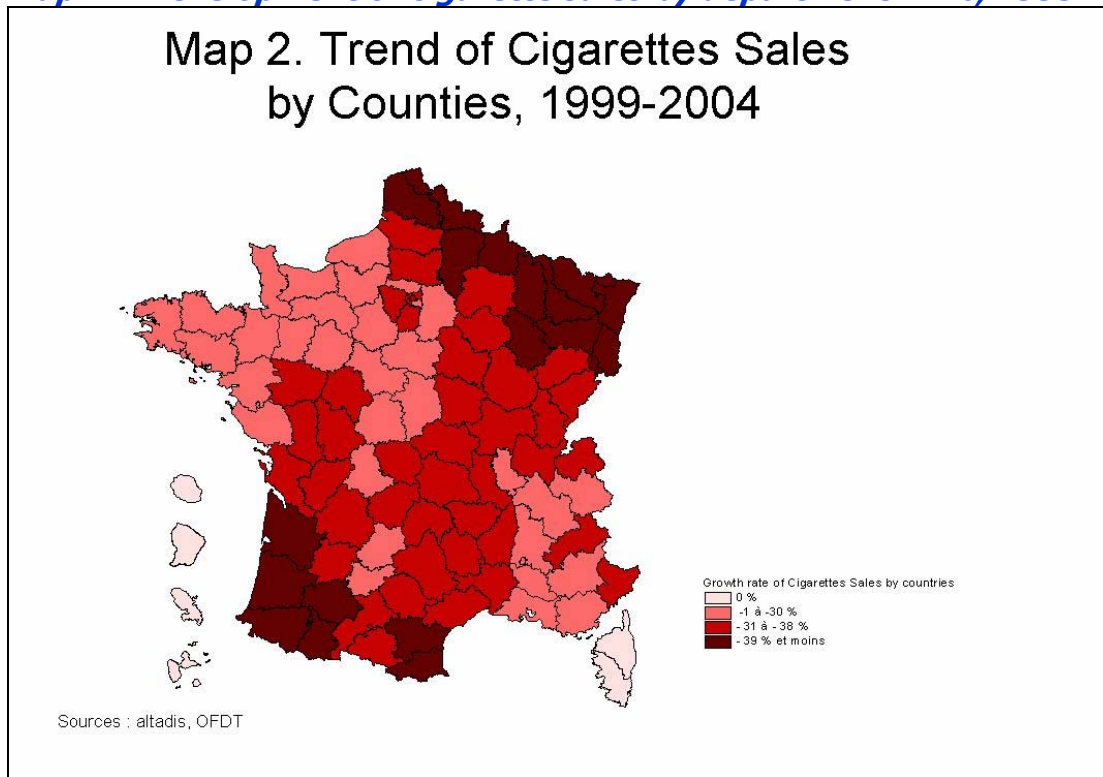 Map 2. Trend of Cigarettes Sales
by Counties, 1999-2004
Growth rate of Cigarettes Sales by countries
0 %
-1 à -30 %
- 31 à - 38 %
- 39 % et moins
Sources : altadis, OFDT